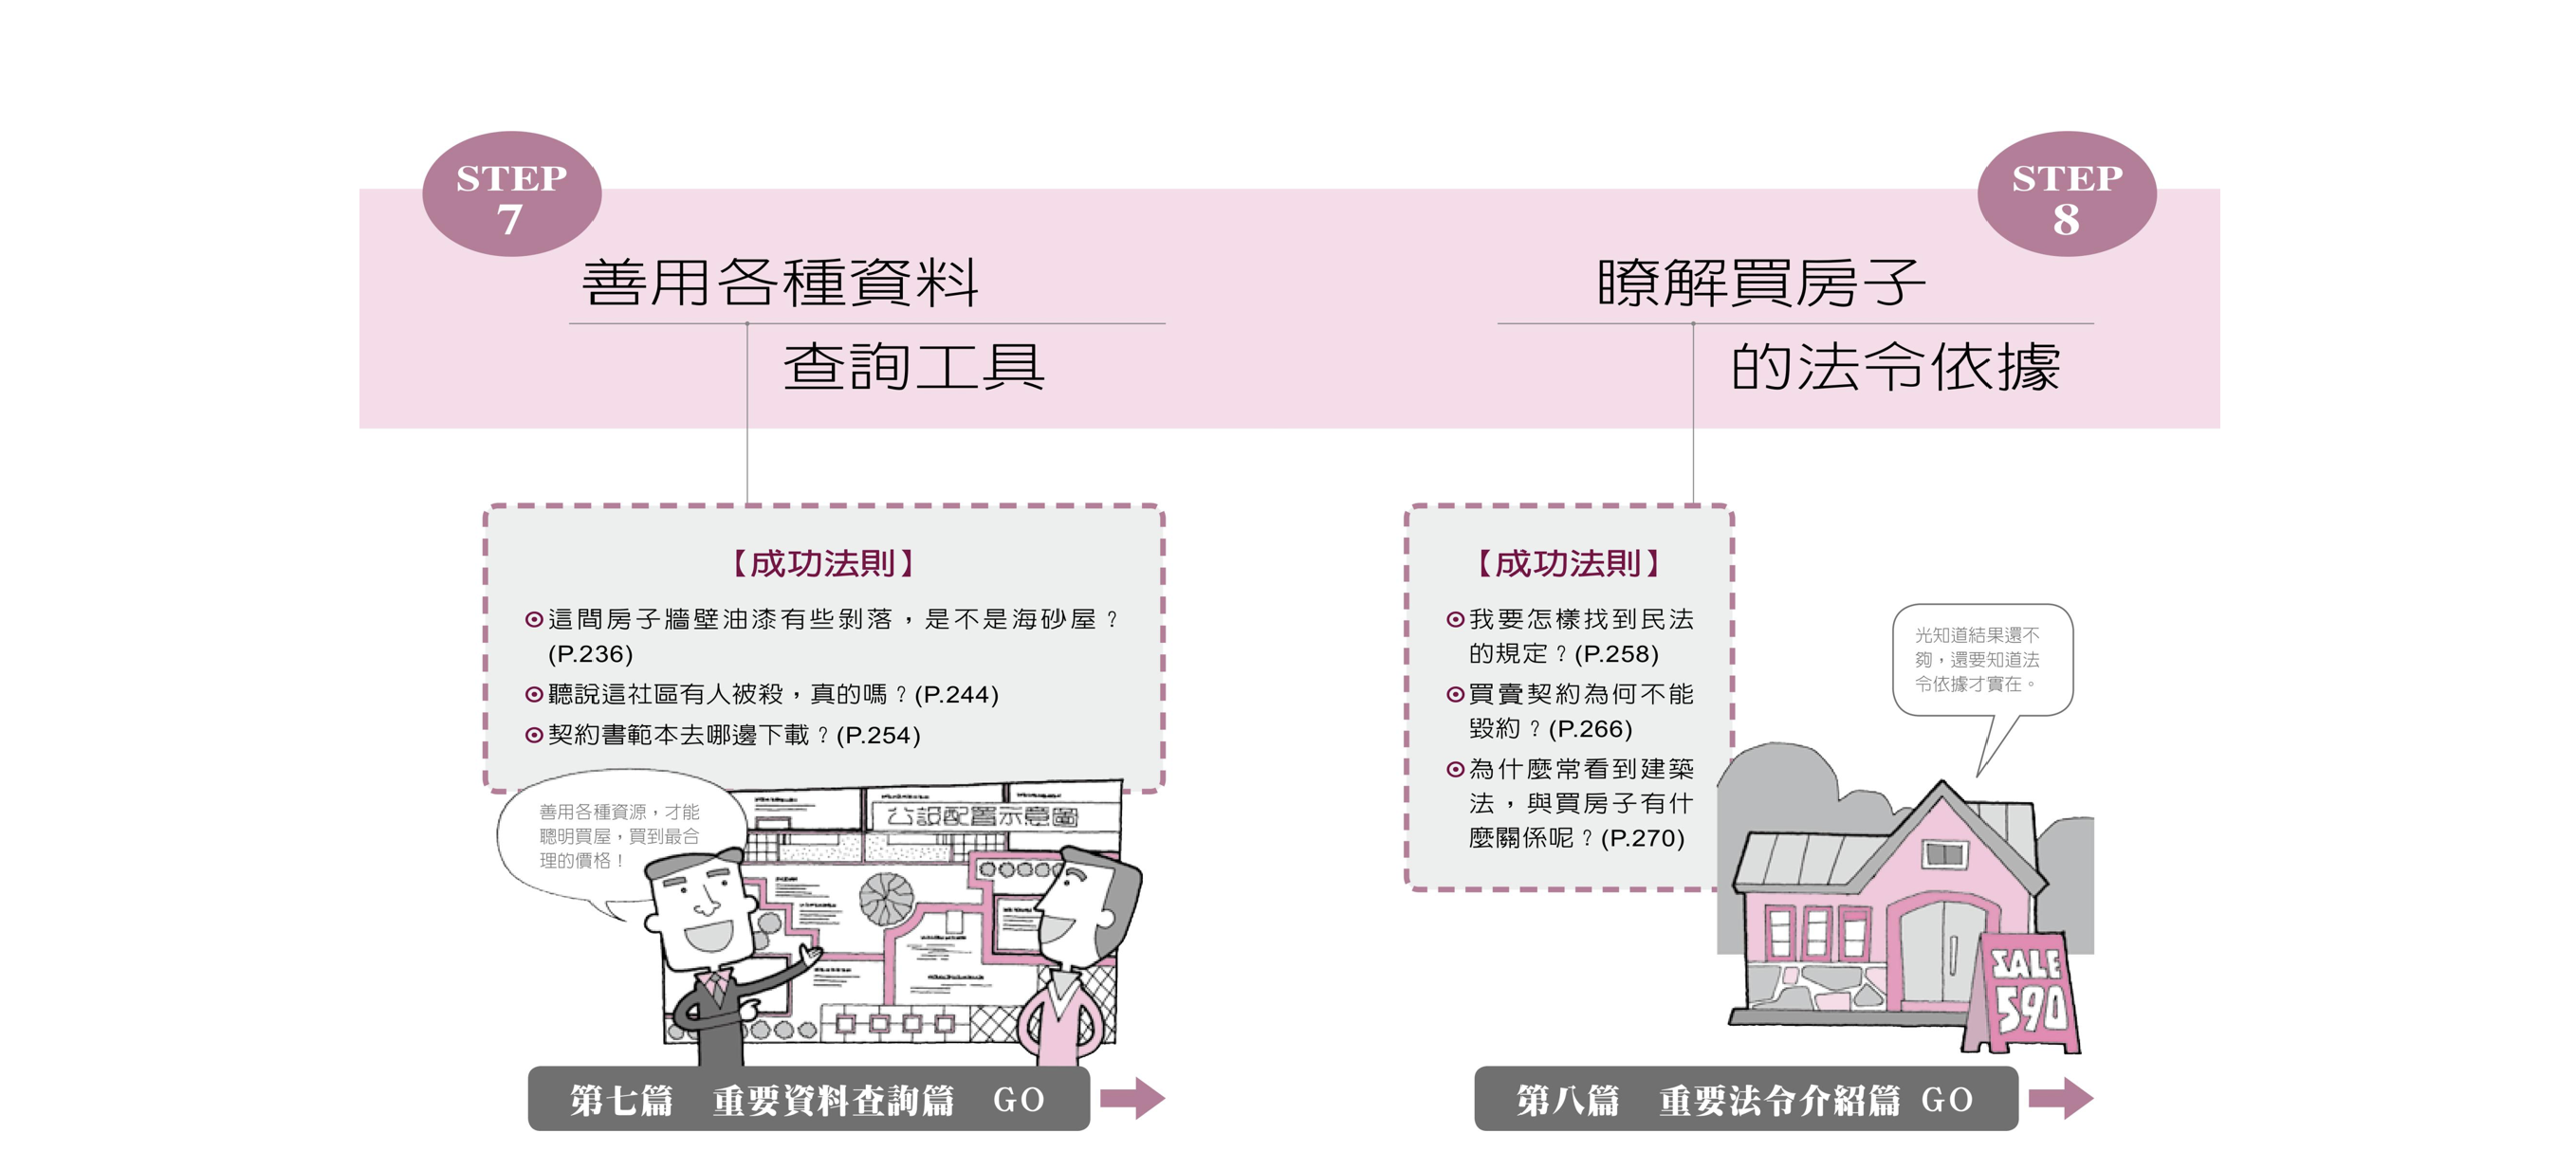 STEP
7
善用各種資料
查詢工具
【成功法則】
⊙這間房子牆壁油漆有些剝落，是不是海砂屋？
(P.236)
⊙聽說這社區有人被殺，真的嗎？(P.244)
⊙契約書範本去哪邊下載？(P.254)
善用各種資源，才能
聰明買屋，買到最合
理的價格！
公設配置示意圖
第七篇　重要資料查詢篇　GO
STEP
8
瞭解買房子
的法令依據
【成功法則】
⊙我要怎樣找到民法
的規定？(P.258)
⊙買賣契約為何不能
毀約？(P.266)
⊙為什麼常看到建築
法，與買房子有什
麼關係呢？(P.270)
光知道結果還不
夠，還要知道法
令依據才實在。
SALE
590
第八篇　重要法令介紹篇 GO